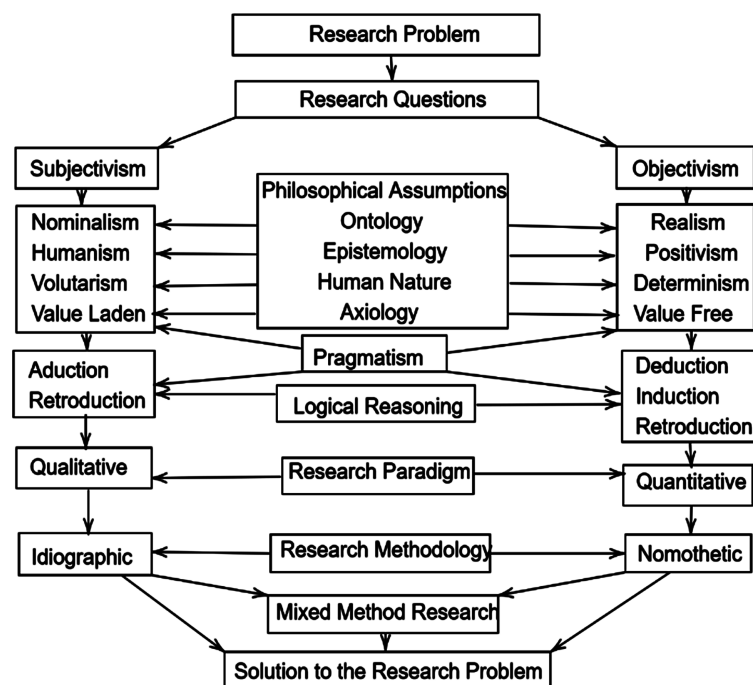 Research Problem
Research Questions
Subjectivism
Objectivism
Philosophical Assumptions
Nominalism
Ontology
Realism
Humanism
Epistemology
Positivism
Volutarism
Human Nature
Determinism
Value Laden
Axiology
Value Free
Pragmatism
Aduction
Retroduction
Logical Reasoning
Deduction
Induction
Retroduction
Qualitative
Research Paradigm
Quantitative
Idiographic
Research Methodology
Nomothetic
Mixed Method Research
Solution to the Research Problem